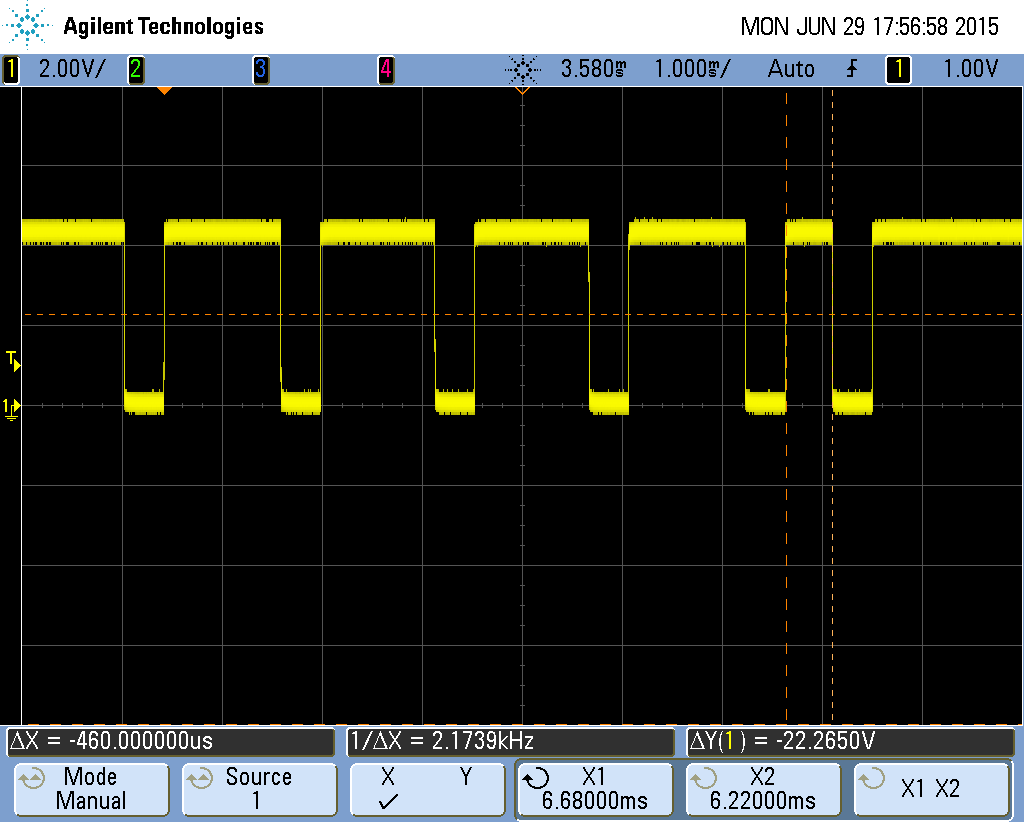 Agilent Technologies MON JUN 29 17:56:58 2015
1 2.00V/ 2 3 4 3.580ms 1.000ms/ Auto 1 1.00V
T
1
ΔX = -460.000000us 1/ΔX = 2.1739kHz ΔY(1) = -22.2650V
Mode Source X Y X1 X2 X1 X2
Manual 1 6.68000ms 6.22000ms